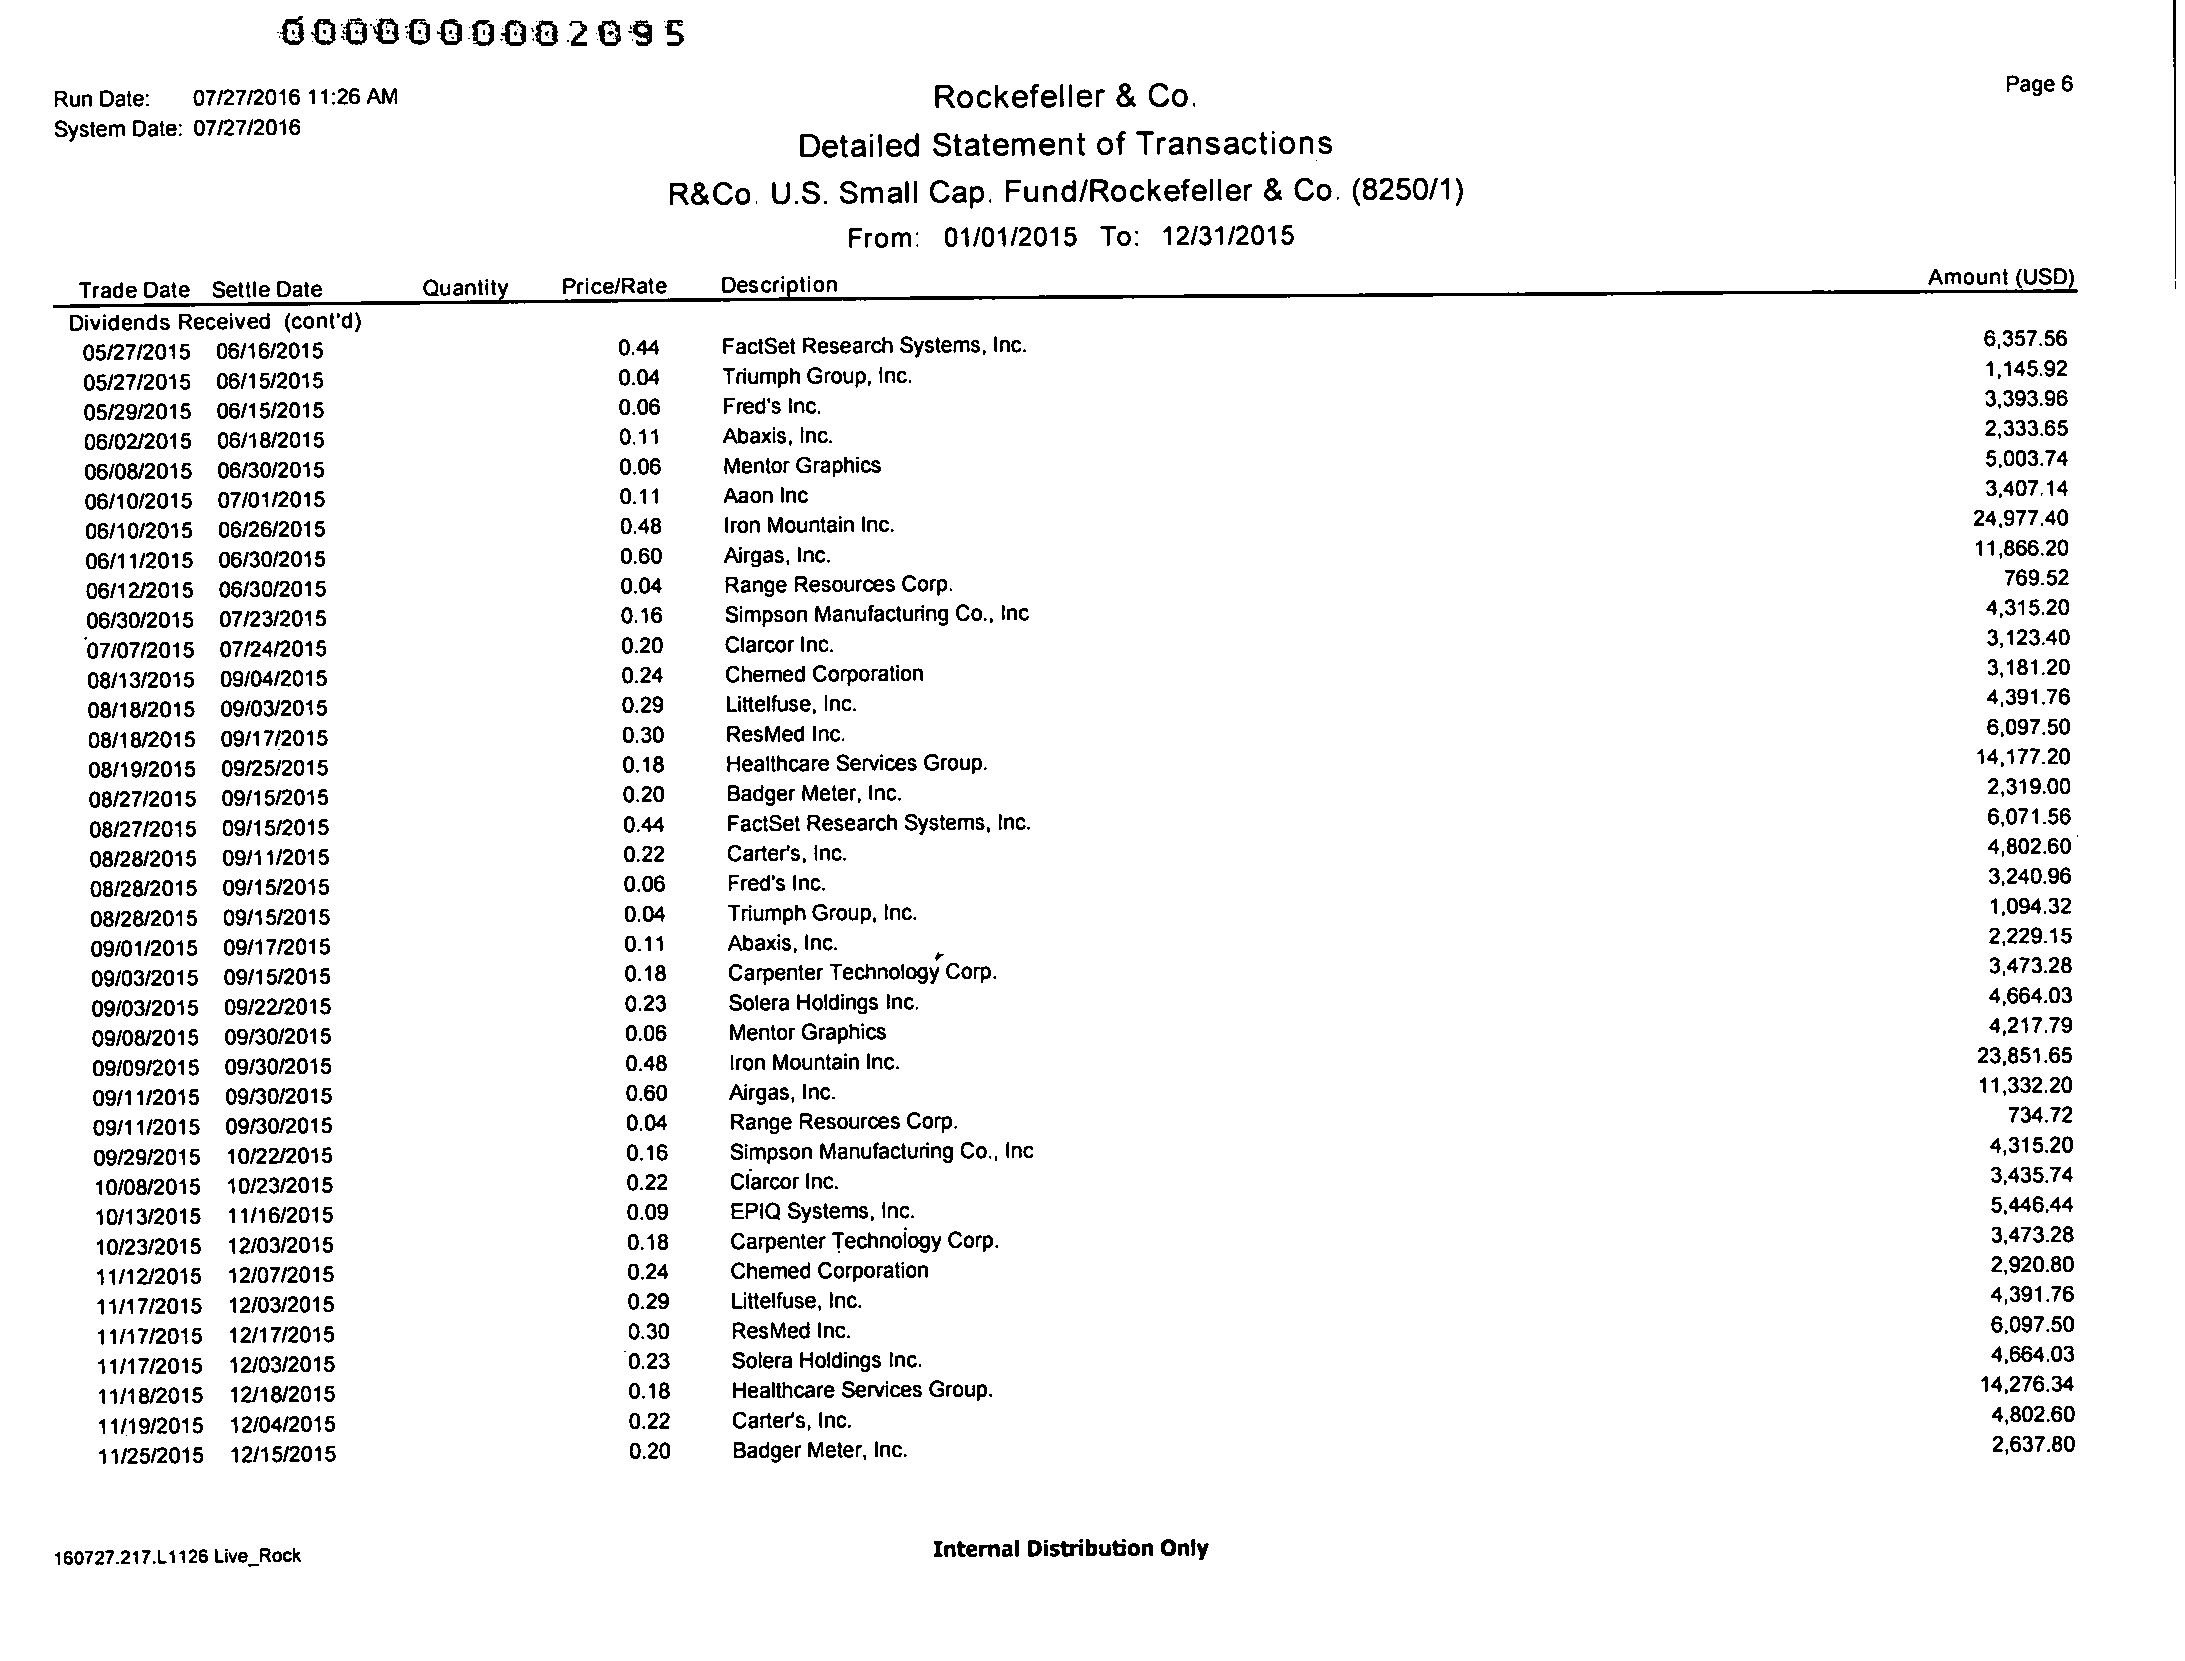 0000000002095
Run Date: 07/27/2016 11:26 AM
System Date: 07/27/2016
Page 6
Rockefeller & Co.
Detailed Statement of Transactions
R&Co. U.S. Small Cap. Fund/Rockefeller & Co. (8250/1)
From: 01/01/2015 To: 12/31/2015
Trade Date Settle Date Quantity Price/Rate Description Amount (USD)
Dividends Received (cont'd)
05/27/2015 06/16/2015 0.44 FactSet Research Systems, Inc. 6,357.56
05/27/2015 06/15/2015 0.04 Triumph Group, Inc. 1,145.92
05/29/2015 06/15/2015 0.06 Fred's Inc. 3,393.96
06/02/2015 06/18/2015 0.11 Abaxis, Inc. 2,333.65
06/08/2015 06/30/2015 0.06 Mentor Graphics 5,003.74
06/10/2015 07/01/2015 0.11 Aaon Inc 3,407.14
06/10/2015 06/26/2015 0.48 Iron Mountain Inc. 24,977.40
06/11/2015 06/30/2015 0.60 Airgas, Inc. 11,866.20
06/12/2015 06/30/2015 0.04 Range Resources Corp. 769.52
06/30/2015 07/23/2015 0.16 Simpson Manufacturing Co., Inc 4,315.20
07/07/2015 07/24/2015 0.20 Clarcor Inc. 3,123.40
08/13/2015 09/04/2015 0.24 Chemed Corporation 3,181.20
08/18/2015 09/03/2015 0.29 Littelfuse, Inc. 4,391.76
08/18/2015 09/17/2015 0.30 ResMed Inc. 6,097.50
08/19/2015 09/25/2015 0.18 Healthcare Services Group. 14,177.20
08/27/2015 09/15/2015 0.20 Badger Meter, Inc. 2,319.00
08/27/2015 09/15/2015 0.44 FactSet Research Systems, Inc. 6,071.56
08/28/2015 09/11/2015 0.22 Carter's, Inc. 4,802.60
08/28/2015 09/15/2015 0.06 Fred's Inc. 3,240.96
08/28/2015 09/15/2015 0.04 Triumph Group, Inc. 1,094.32
09/01/2015 09/17/2015 0.11 Abaxis, Inc. 2,229.15
09/03/2015 09/15/2015 0.18 Carpenter Technology Corp. 3,473.28
09/03/2015 09/22/2015 0.23 Solera Holdings Inc. 4,664.03
09/08/2015 09/30/2015 0.06 Mentor Graphics 4,217.79
09/09/2015 09/30/2015 0.48 Iron Mountain Inc. 23,851.65
09/11/2015 09/30/2015 0.60 Airgas, Inc. 11,332.20
09/11/2015 09/30/2015 0.04 Range Resources Corp. 734.72
09/29/2015 10/22/2015 0.16 Simpson Manufacturing Co., Inc 4,315.20
10/08/2015 10/23/2015 0.22 Clarcor Inc. 3,435.74
10/13/2015 11/16/2015 0.09 EPIQ Systems, Inc. 5,446.44
10/23/2015 12/03/2015 0.18 Carpenter Technology Corp. 3,473.28
11/12/2015 12/07/2015 0.24 Chemed Corporation 2,920.80
11/17/2015 12/03/2015 0.29 Littelfuse, Inc. 4,391.76
11/17/2015 12/17/2015 0.30 ResMed Inc. 6,097.50
11/17/2015 12/03/2015 0.23 Solera Holdings Inc. 4,664.03
11/18/2015 12/18/2015 0.18 Healthcare Services Group. 14,276.34
11/19/2015 12/04/2015 0.22 Carter's, Inc. 4,802.60
11/25/2015 12/15/2015 0.20 Badger Meter, Inc. 2,637.80
160727.217.L1126 Live_Rock
Internal Distribution Only